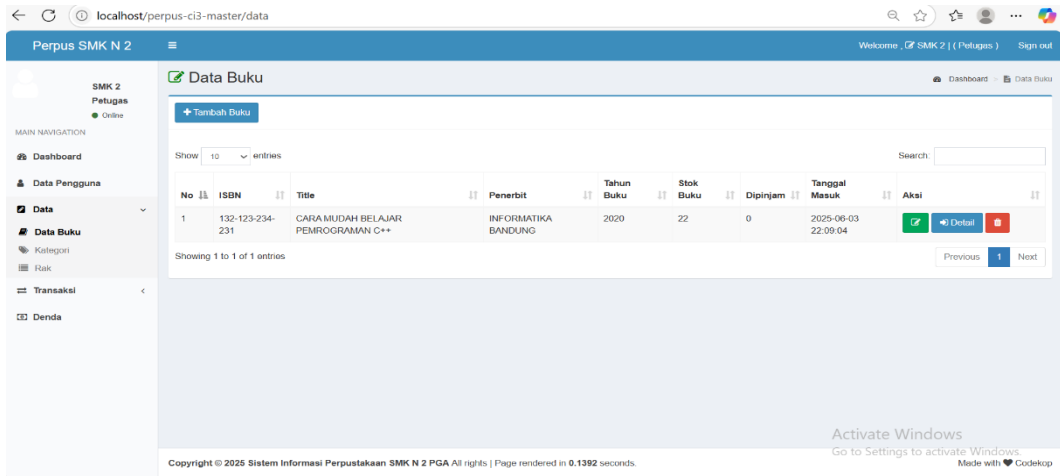 localhost/perpus-ci3-master/data
Perpus SMK N 2
Welcome , SMK 2 | ( Petugas )
Sign out
SMK 2
Petugas
Online
MAIN NAVIGATION
Dashboard
Data Pengguna
Data
Data Buku
Kategori
Rak
Transaksi
Denda
Data Buku
Dashboard > Data Buku
+ Tambah Buku
Show 10 entries
Search:
No ISBN Title Penerbit Tahun Buku Stok Buku Dipinjam Tanggal Masuk Aksi
1 132-123-234-231 CARA MUDAH BELAJAR PEMROGRAMAN C++ INFORMATIKA BANDUNG 2020 22 0 2025-06-03 22:09:04 Detail
Showing 1 to 1 of 1 entries
Previous 1 Next
Activate Windows
Go to Settings to activate Windows.
Copyright © 2025 Sistem Informasi Perpustakaan SMK N 2 PGA All rights | Page rendered in 0.1392 seconds.
Made with ♥ Codekop